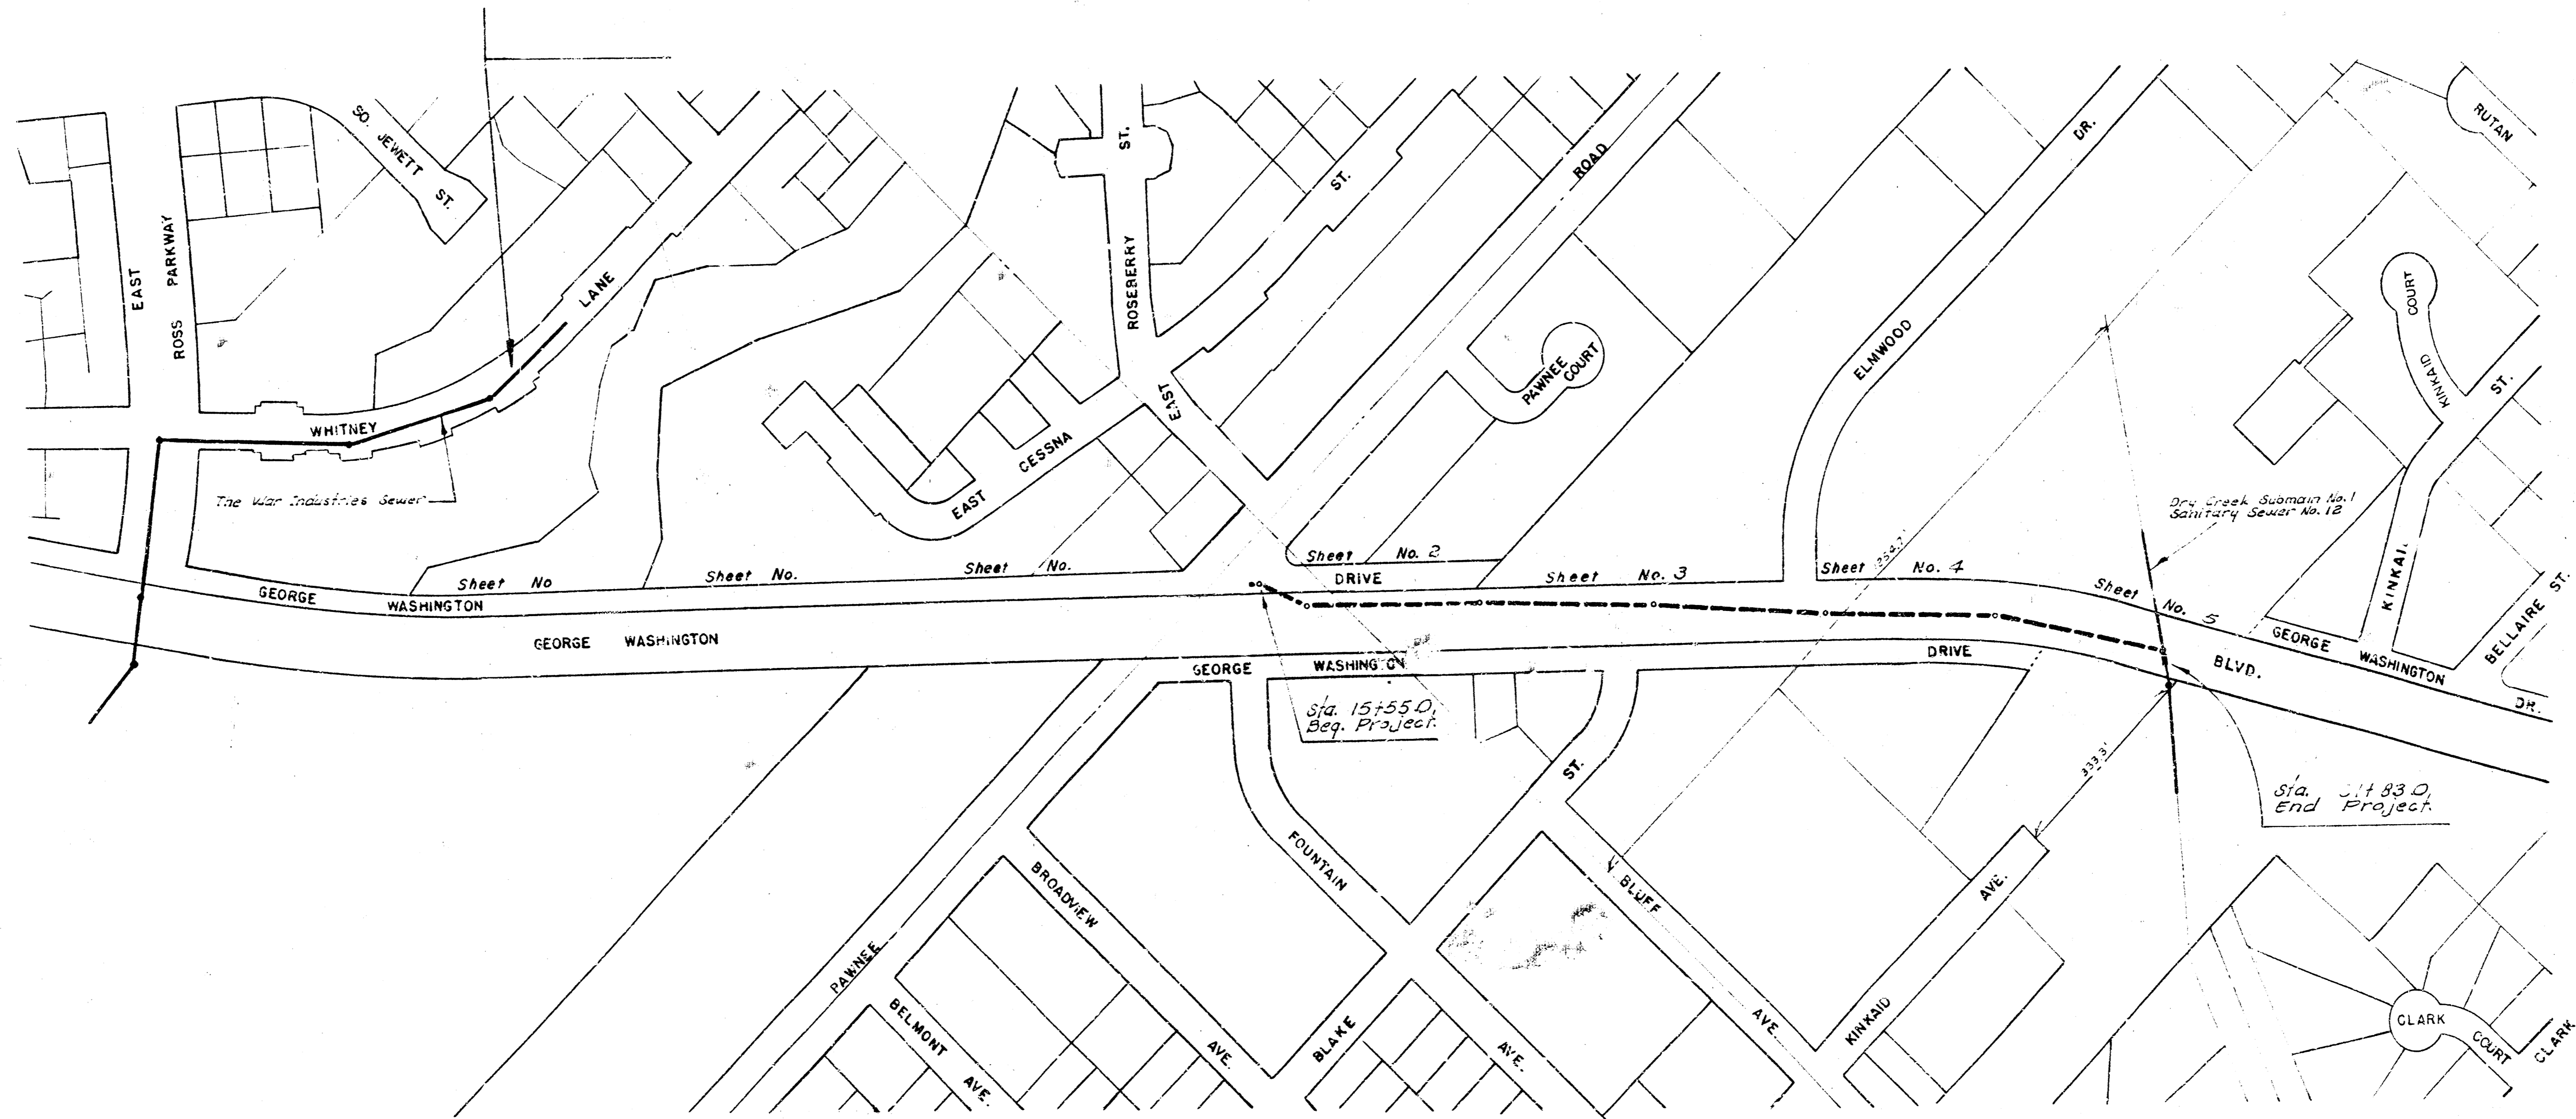 SO. JEWETT ST.
EAST
ROSS PARKWAY
LANE
WHITNEY
The War Industries Sewer
ST.
ROSEBERRY
ST.
ROAD
DR.
RUTAN
ELMWOOD
PAWNEE
COURT
EAST
EAST CESSNA
COURT
KINKAID
ST.
Dry Creek Submain No. 1
Sanitary Sewer No. 12
BELLAIRE ST.
Sheet No
Sheet No.
Sheet No.
Sheet No. 2
Sheet No. 3
Sheet No. 4
Sheet No. 5
GEORGE WASHINGTON
DRIVE
GEORGE WASHINGTON
BLVD.
GEORGE WASHINGTON
DR.
GEORGE WASHINGTON
DRIVE
Sta. 15+55.0,
Beg. Project.
333.3'
Sta.
End Project.
ST.
FOUNTAIN
BROADVIEW
AVE.
BLUFF
AVE.
KINKAID
AVE.
PAWNEE
BELMONT
AVE.
BLAKE
AVE.
CLARK
COURT
CLARK